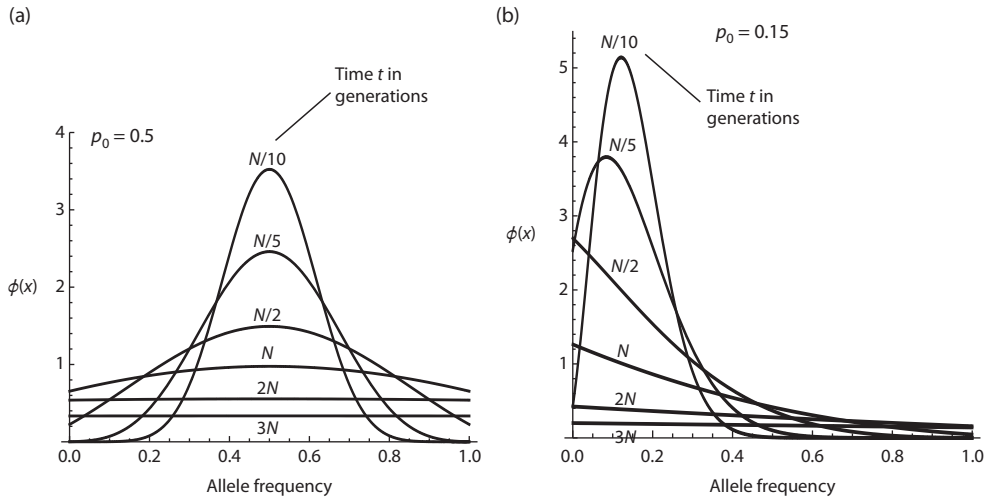 (a)
Time t in
generations
p₀ = 0.5
4
3
2
1
ϕ(x)
N/10
N/5
N/2
N
2N
3N
0.0 0.2 0.4 0.6 0.8 1.0
Allele frequency
(b)
p₀ = 0.15
Time t in
generations
5
4
3
2
1
ϕ(x)
N/10
N/5
N/2
N
2N
3N
0.0 0.2 0.4 0.6 0.8 1.0
Allele frequency